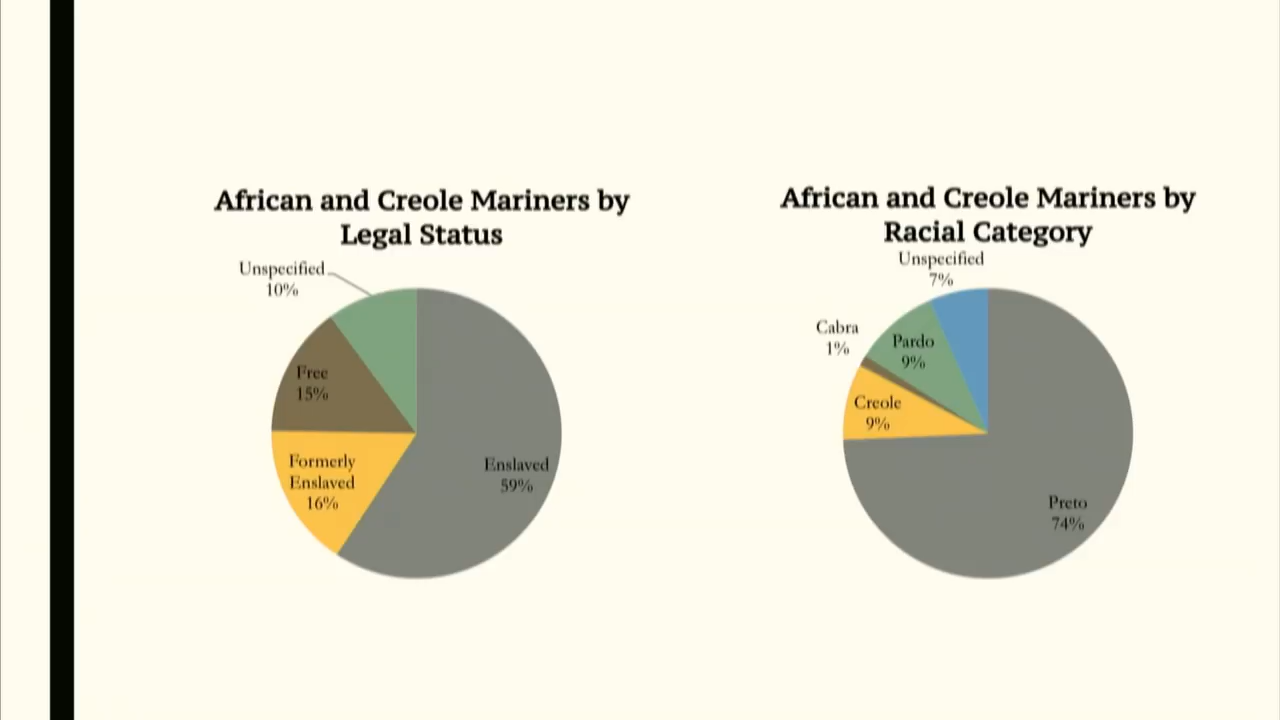 African and Creole Mariners by
Legal Status
Unspecified
10%
Free
15%
Formerly
Enslaved
16%
Enslaved
59%
African and Creole Mariners by
Racial Category
Unspecified
7%
Cabra
1%
Pardo
9%
Creole
9%
Preto
74%